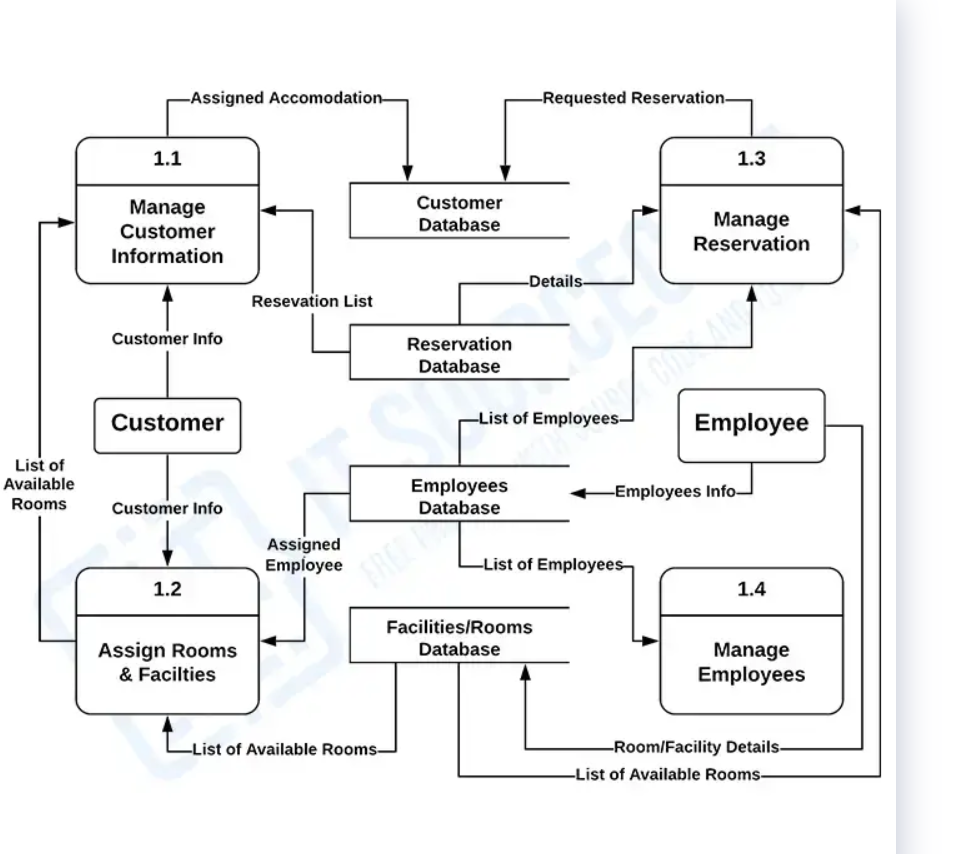 Assigned Accomodation
Requested Reservation
1.1
Manage
Customer
Information
1.3
Manage
Reservation
Customer
Database
Details
Resevation List
Reservation
Database
Customer Info
Customer
List of Employees
Employee
List of
Available
Rooms
Customer Info
Employees
Database
Employees Info
Assigned
Employee
List of Employees
1.2
Assign Rooms
& Facilties
1.4
Manage
Employees
Facilities/Rooms
Database
List of Available Rooms
Room/Facility Details
List of Available Rooms